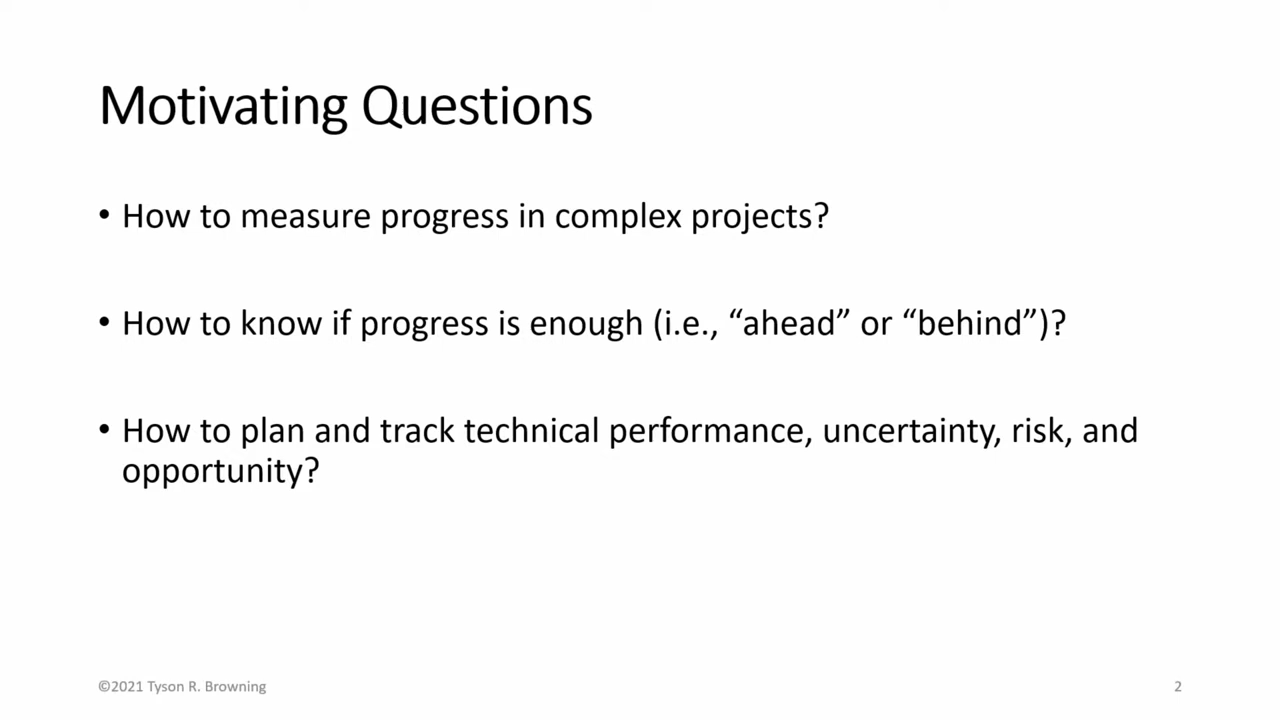 Motivating Questions
• How to measure progress in complex projects?
• How to know if progress is enough (i.e., “ahead” or “behind”)?
• How to plan and track technical performance, uncertainty, risk, and
opportunity?
©2021 Tyson R. Browning
2